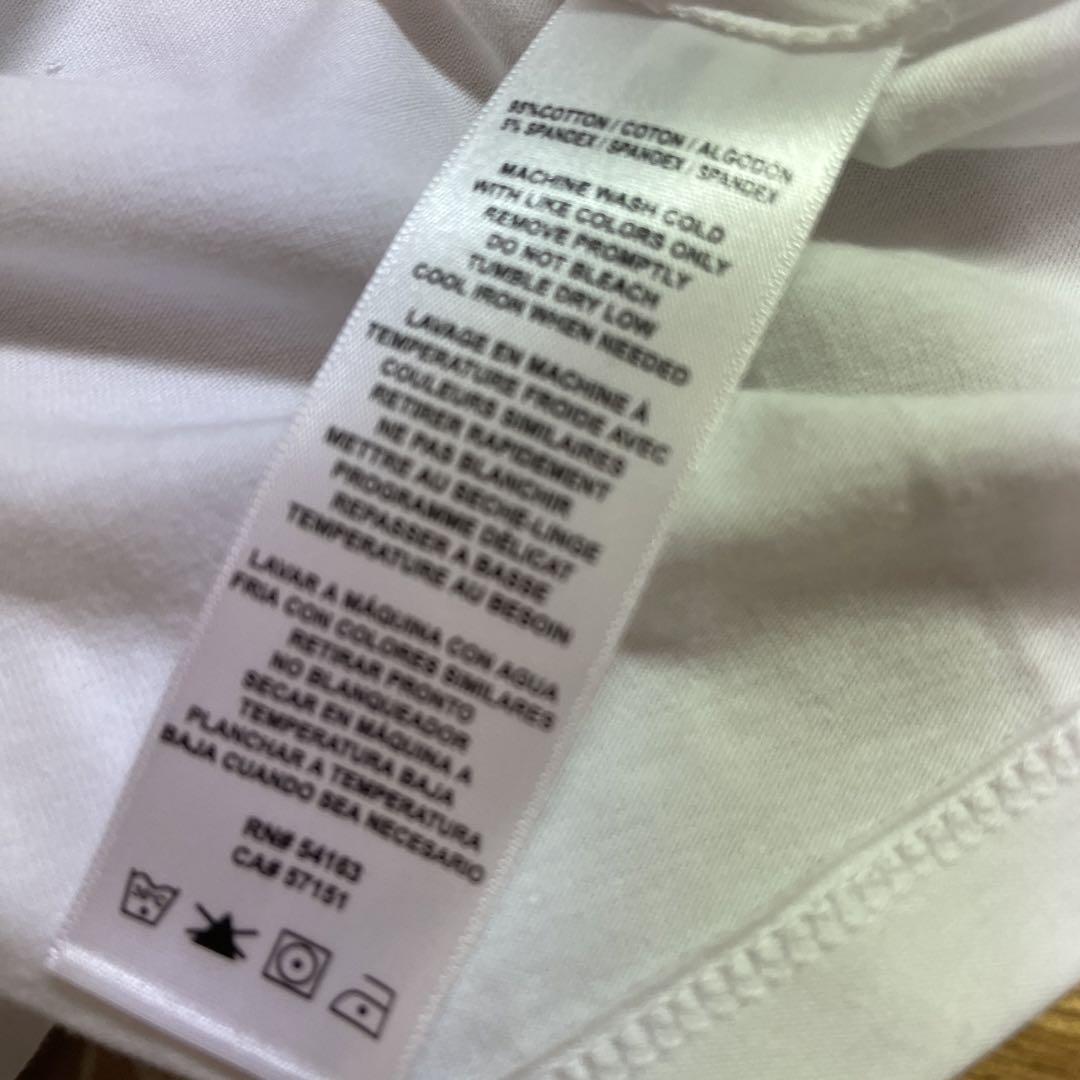 95%COTTON / COTON / ALGODÓN
5% SPANDEX / SPANDEX / SPANDEX
MACHINE WASH COLD
WITH LIKE COLORS ONLY
REMOVE PROMPTLY
DO NOT BLEACH
TUMBLE DRY LOW
COOL IRON WHEN NEEDED
LAVAGE EN MACHINE À
TEMPERATURE FROIDE AVEC
COULEURS SIMILAIRES
RETIRER RAPIDEMENT
NE PAS BLANCHIR
METTRE AU SECHE-LINGE
PROGRAMME DÉLICAT
REPASSER A BASSE
TEMPERATURE AU BESOIN
LAVAR A MÁQUINA CON AGUA
FRIA CON COLORES SIMILARES
RETIRAR PRONTO
NO BLANQUEADOR
SECAR EN MÁQUINA A
TEMPERATURA BAJA
PLANCHAR A TEMPERATURA
BAJA CUANDO SEA NECESARIO
RN# 54163
CA# 57151